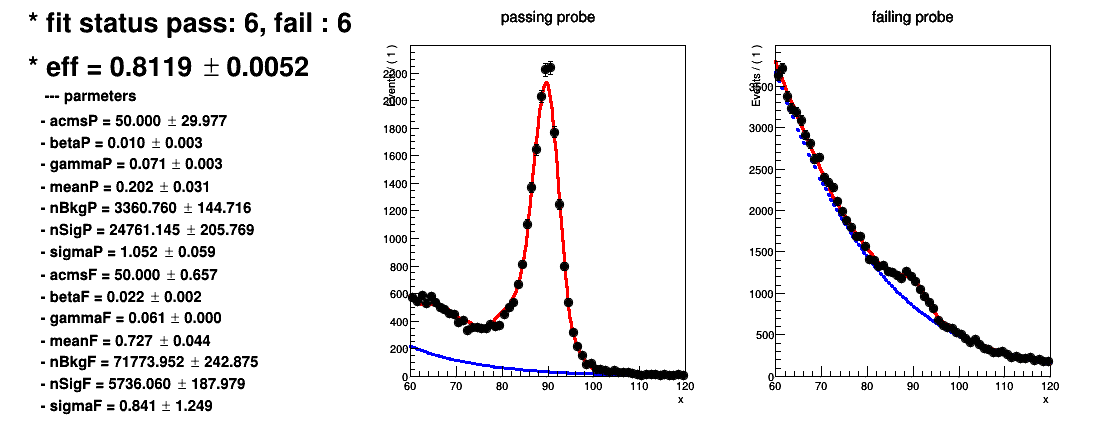 * fit status pass: 6, fail : 6
* eff = 0.8119 ± 0.0052
--- parmeters
- acmsP = 50.000 ± 29.977
- betaP = 0.010 ± 0.003
- gammaP = 0.071 ± 0.003
- meanP = 0.202 ± 0.031
- nBkgP = 3360.760 ± 144.716
- nSigP = 24761.145 ± 205.769
- sigmaP = 1.052 ± 0.059
- acmsF = 50.000 ± 0.657
- betaF = 0.022 ± 0.002
- gammaF = 0.061 ± 0.000
- meanF = 0.727 ± 0.044
- nBkgF = 71773.952 ± 242.875
- nSigF = 5736.060 ± 187.979
- sigmaF = 0.841 ± 1.249
passing probe
Events / ( 1 )
2200
2000
1800
1600
1400
1200
1000
800
600
400
200
0
60 70 80 90 100 110 120
x
failing probe
Events / ( 1 )
3500
3000
2500
2000
1500
1000
500
0
60 70 80 90 100 110 120
x